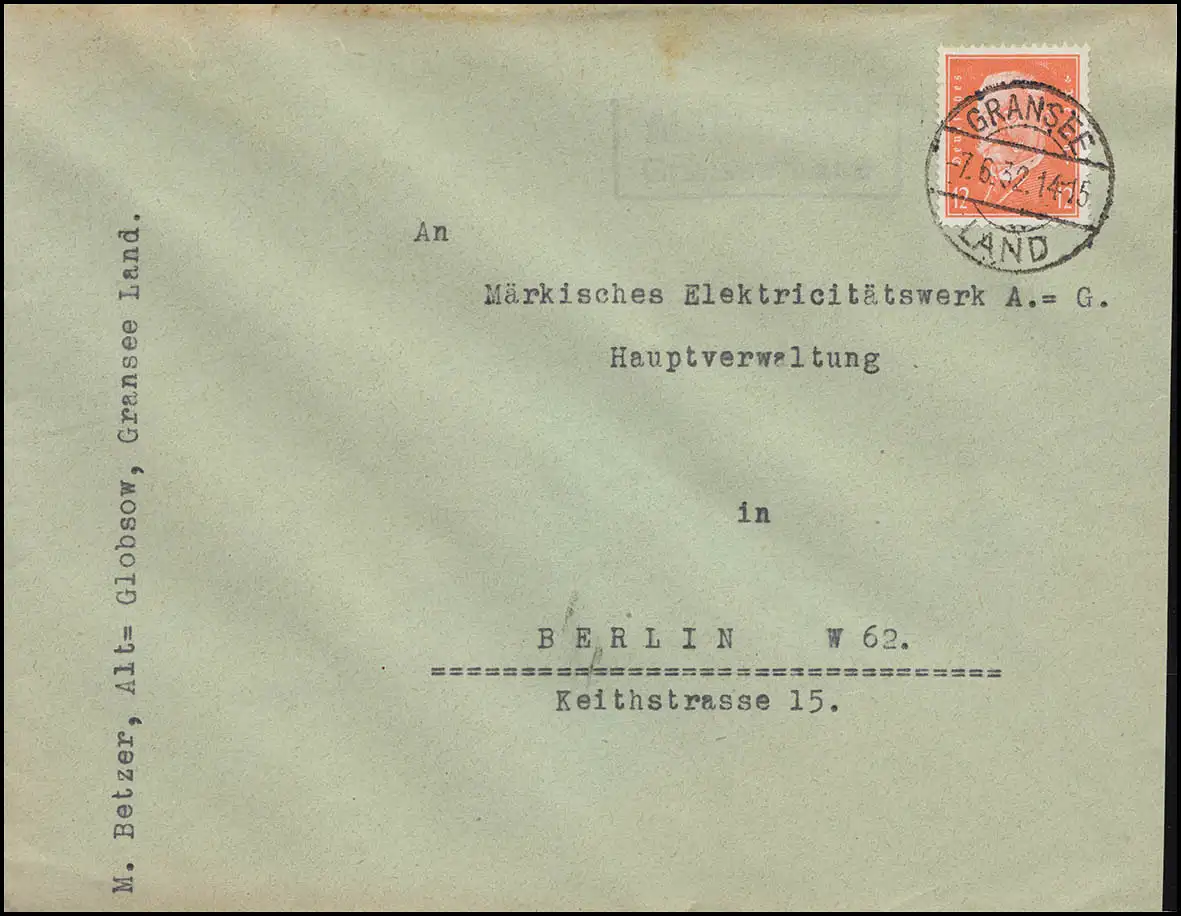 12 12
GRANSEE
-7.6.32.14-15
LAND
An
Märkisches Elektricitätswerk A.= G.
Hauptverwaltung
in
BERLIN W 62.
=================================
Keithstrasse 15.
M. Betzer, Alt= Globsow, Gransee Land.